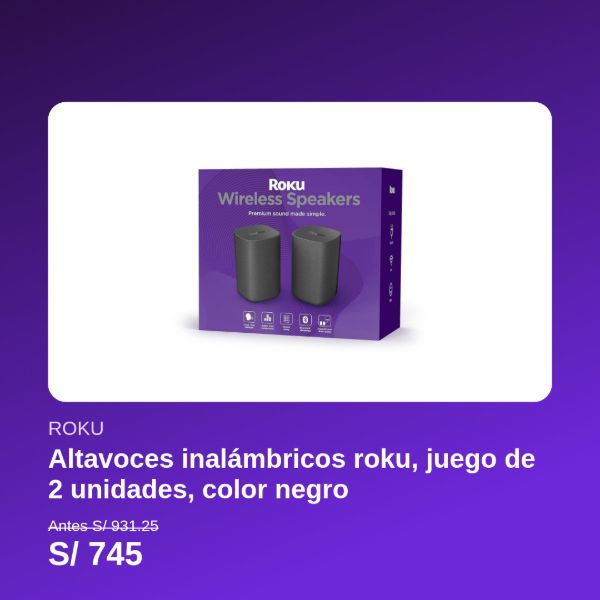 Roku
Wireless Speakers
Premium sound made simple.
ROKU
Altavoces inalámbricos roku, juego de
2 unidades, color negro
Antes S/ 931.25
S/ 745